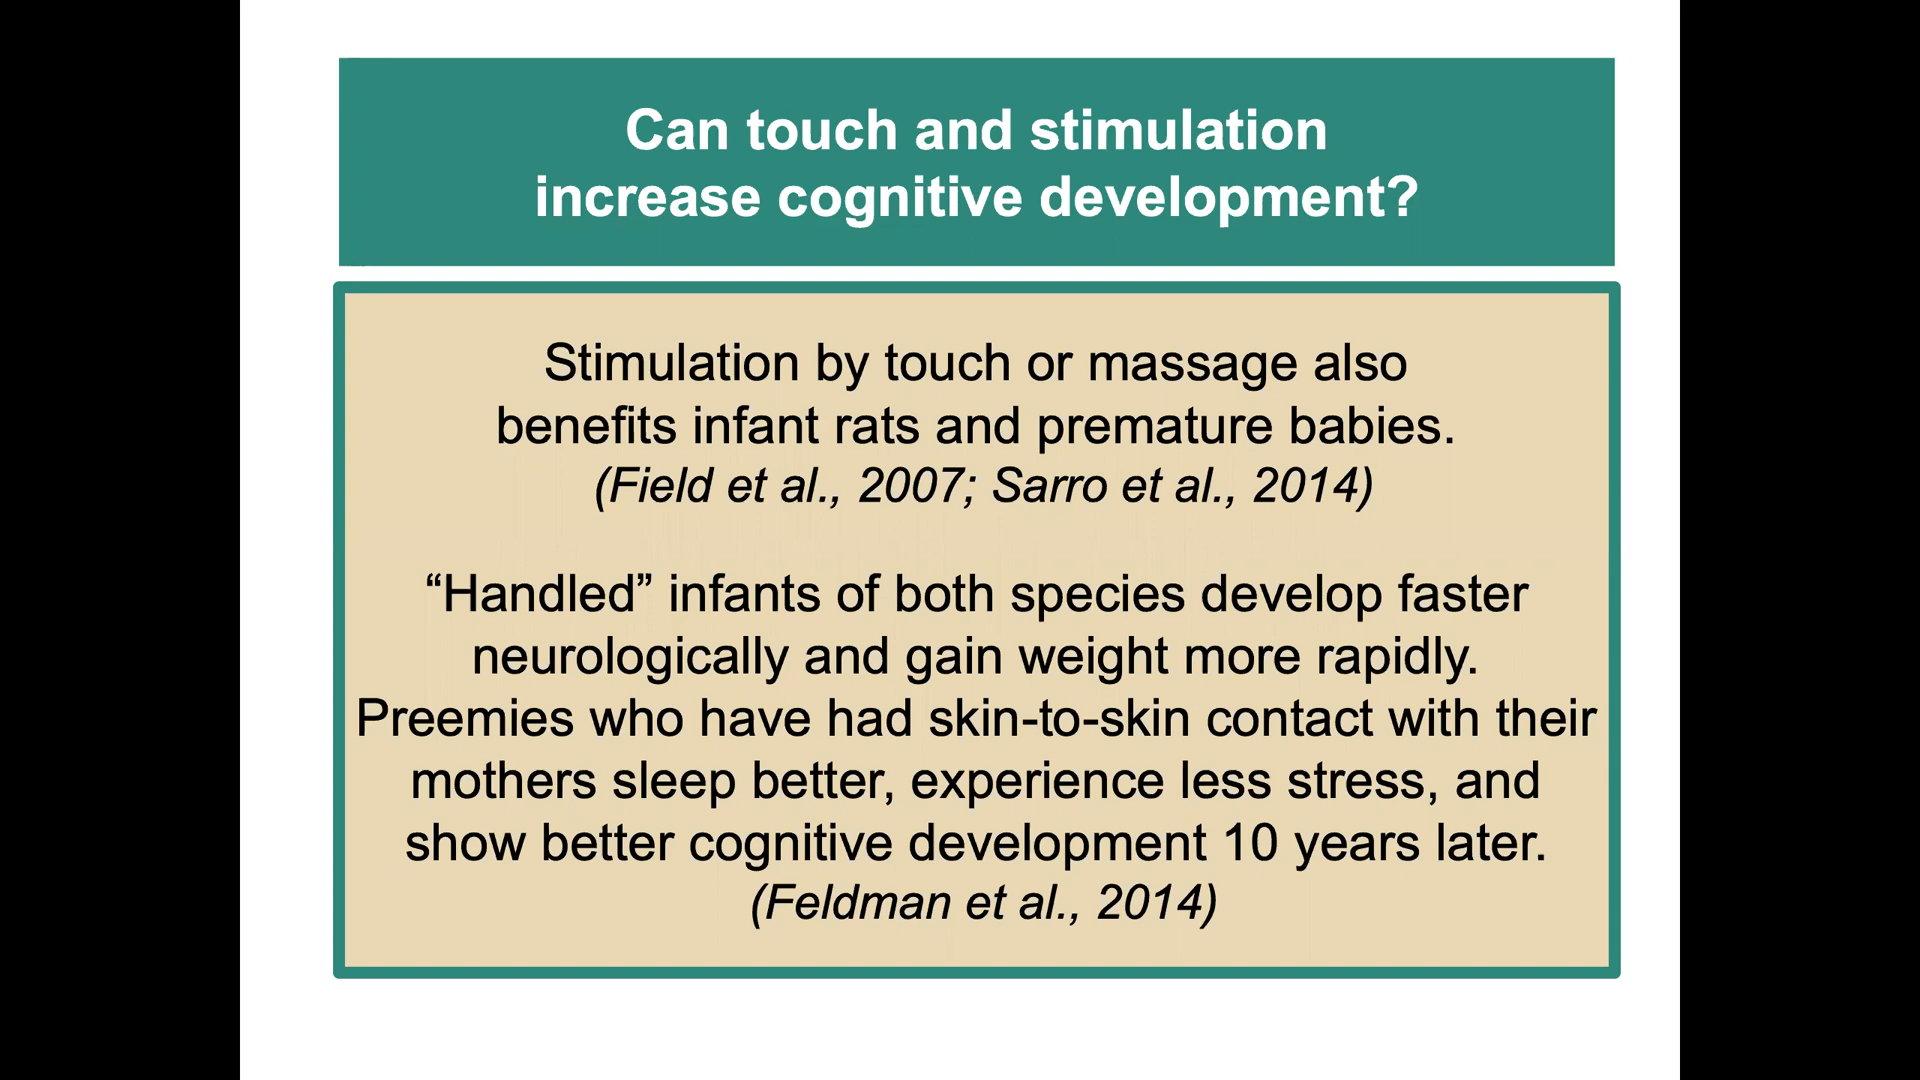 Can touch and stimulation
increase cognitive development?
Stimulation by touch or massage also
benefits infant rats and premature babies.
(Field et al., 2007; Sarro et al., 2014)
“Handled” infants of both species develop faster
neurologically and gain weight more rapidly.
Preemies who have had skin-to-skin contact with their
mothers sleep better, experience less stress, and
show better cognitive development 10 years later.
(Feldman et al., 2014)